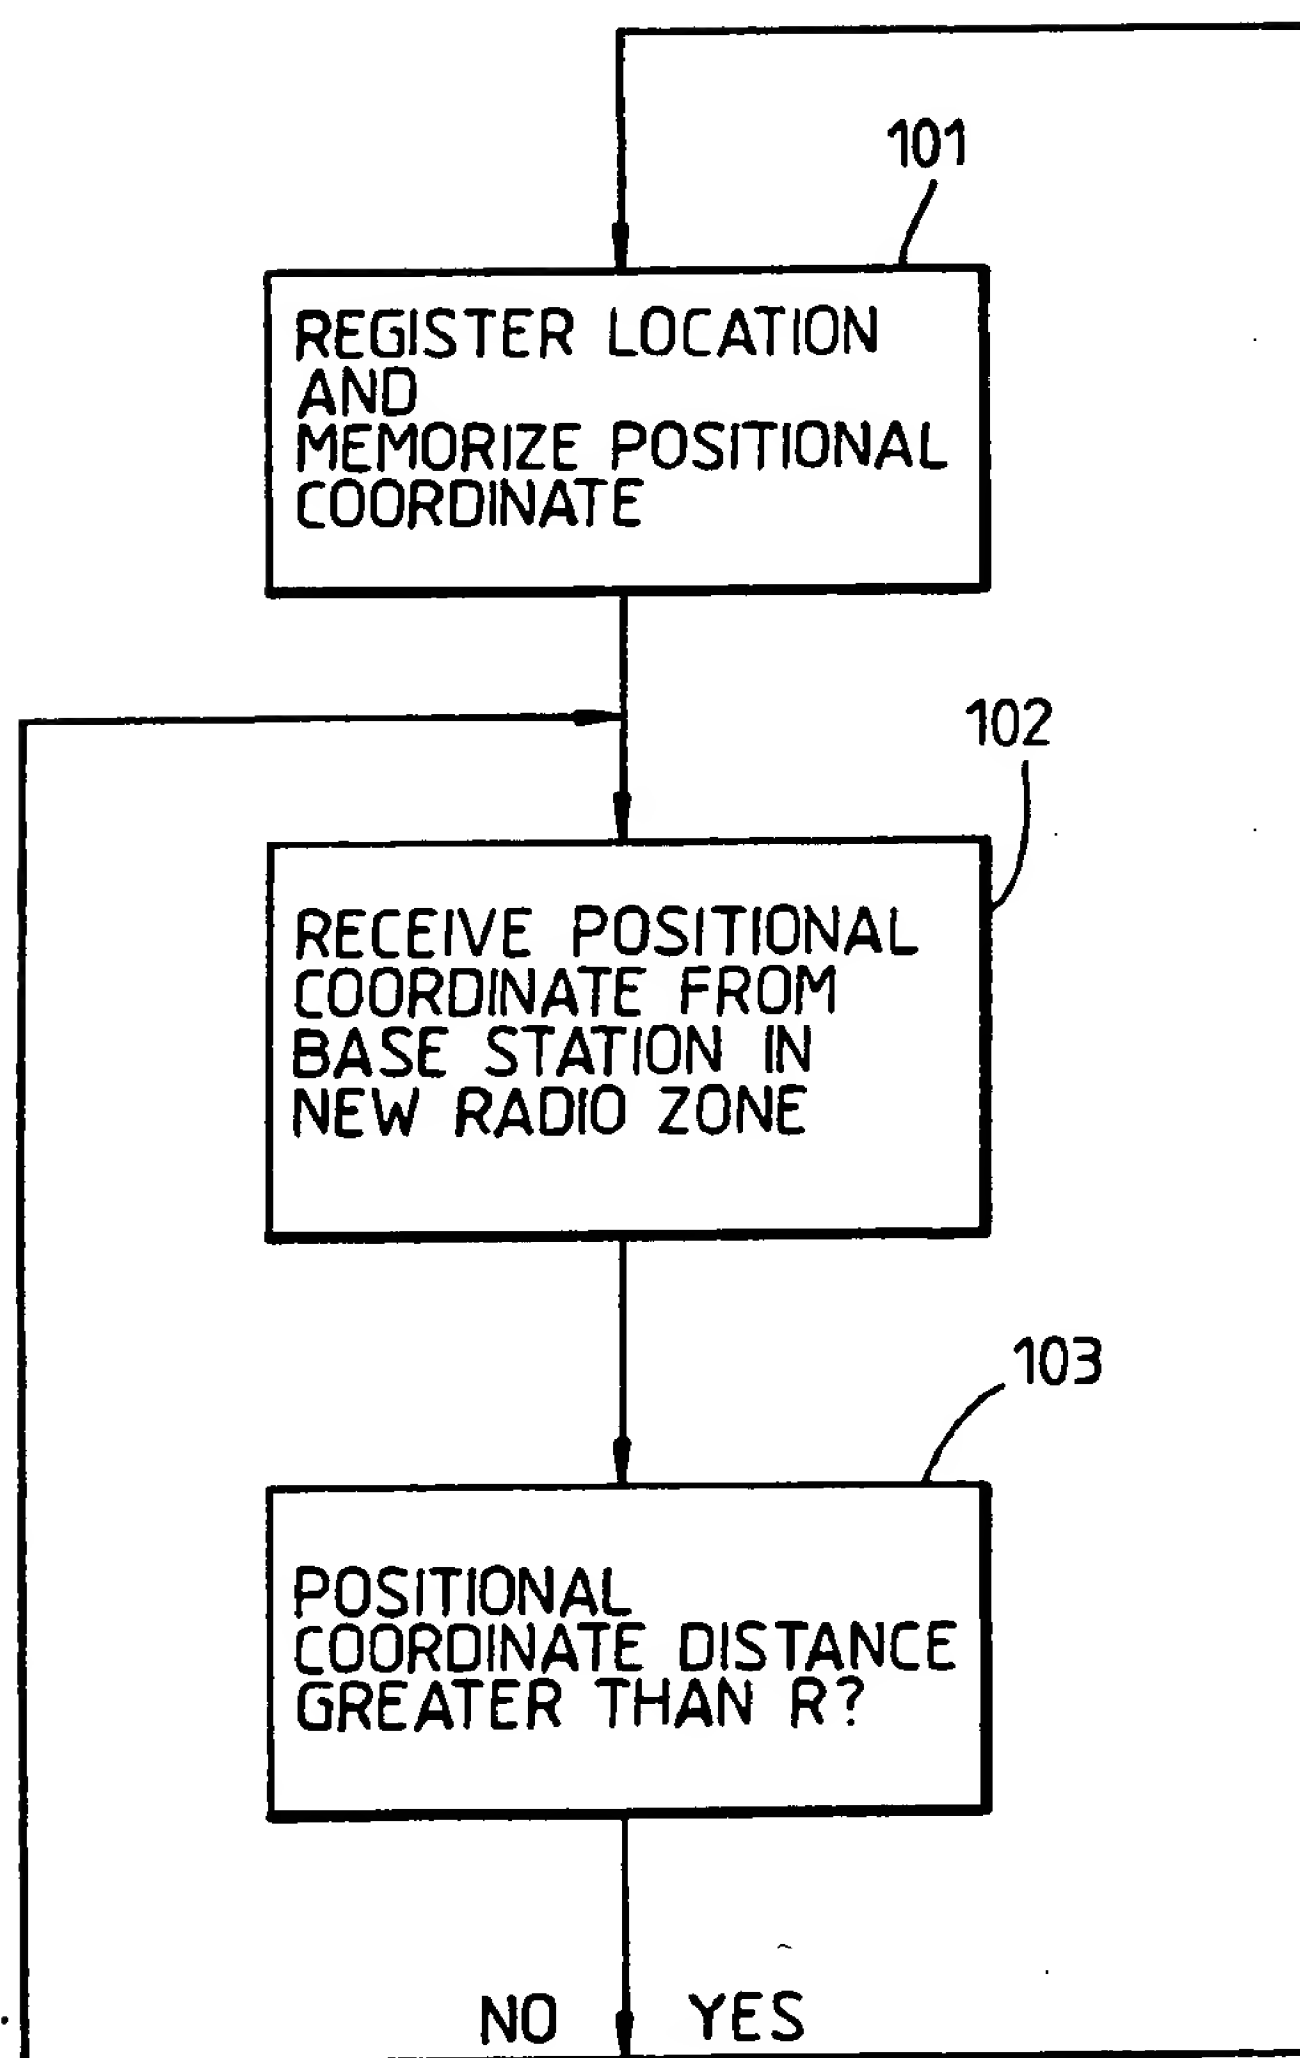 101
REGISTER LOCATION
AND
MEMORIZE POSITIONAL
COORDINATE
102
RECEIVE POSITIONAL
COORDINATE FROM
BASE STATION IN
NEW RADIO ZONE
103
POSITIONAL
COORDINATE DISTANCE
GREATER THAN R?
NO YES